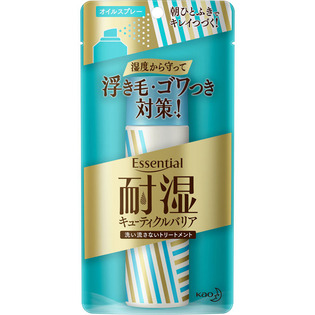 オイルスプレー
朝ひとふきで
キレイつづく!
湿度から守って
浮き毛・ゴワつき
対策!
Essential
耐湿
キューティクルバリア
洗い流さないトリートメント
Kao